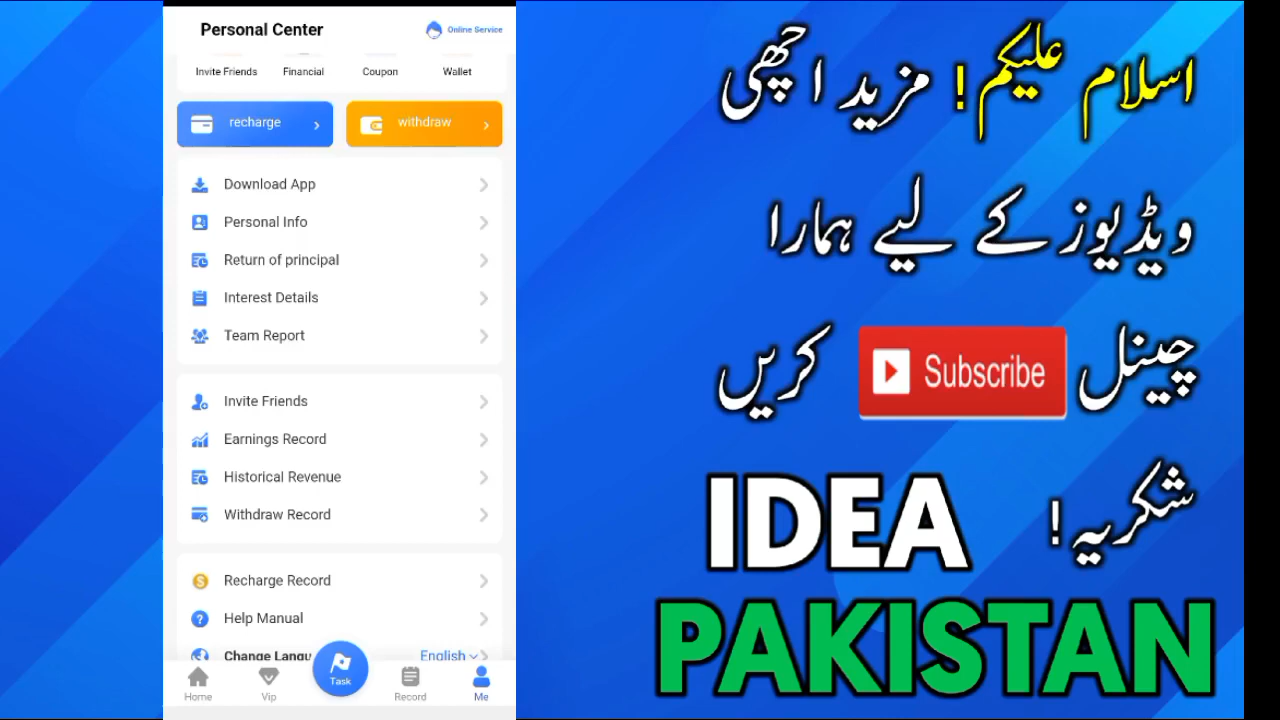 Personal Center
Online Service
Invite Friends
Financial
Coupon
Wallet
recharge
withdraw
Download App
Personal Info
Return of principal
Interest Details
Team Report
Invite Friends
Earnings Record
Historical Revenue
Withdraw Record
Recharge Record
Help Manual
Change Langu
English
Home
Vip
Task
Record
Me
اسلام علیکم! مزید اچھی
ویڈیوز کے لیے ہمارا
چینل Subscribe کریں
شکریہ!
IDEA
PAKISTAN